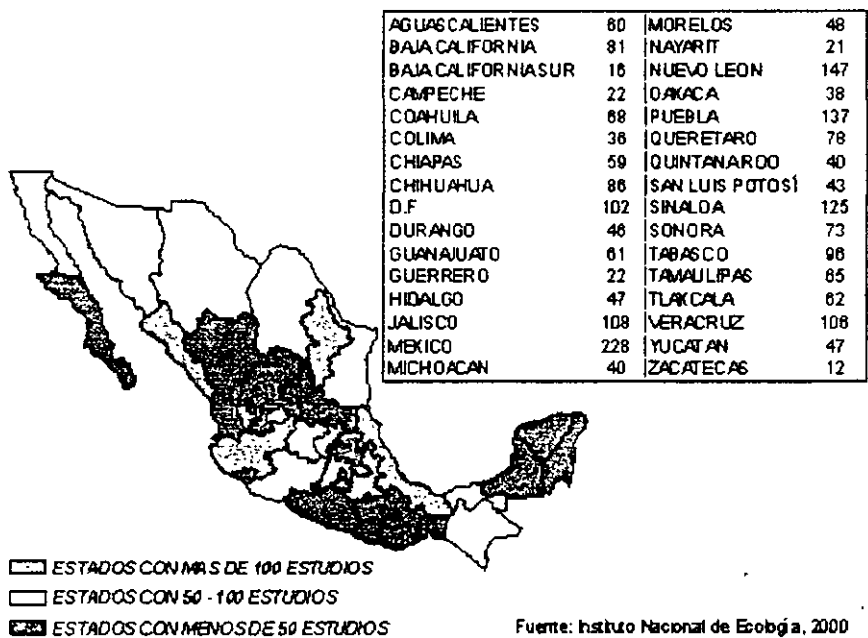 AGUASCALIENTES 60 MORELOS 48
BAJA CALIFORNIA 81 NAYARIT 21
BAJA CALIFORNIA SUR 16 NUEVO LEON 147
CAMPECHE 22 OAXACA 38
COAHUILA 68 PUEBLA 137
COLIMA 36 QUERETARO 78
CHIAPAS 59 QUINTANA ROO 40
CHIHUAHUA 86 SAN LUIS POTOSÍ 43
D.F 102 SINALOA 125
DURANGO 46 SONORA 73
GUANAJUATO 61 TABASCO 96
GUERRERO 22 TAMAULIPAS 65
HIDALGO 47 TLAXCALA 62
JALISCO 108 VERACRUZ 106
MEXICO 228 YUCATAN 47
MICHOACAN 40 ZACATECAS 12
ESTADOS CON MAS DE 100 ESTUDIOS
ESTADOS CON 50 - 100 ESTUDIOS
ESTADOS CON MENOS DE 50 ESTUDIOS
Fuente: Instituto Nacional de Ecología, 2000